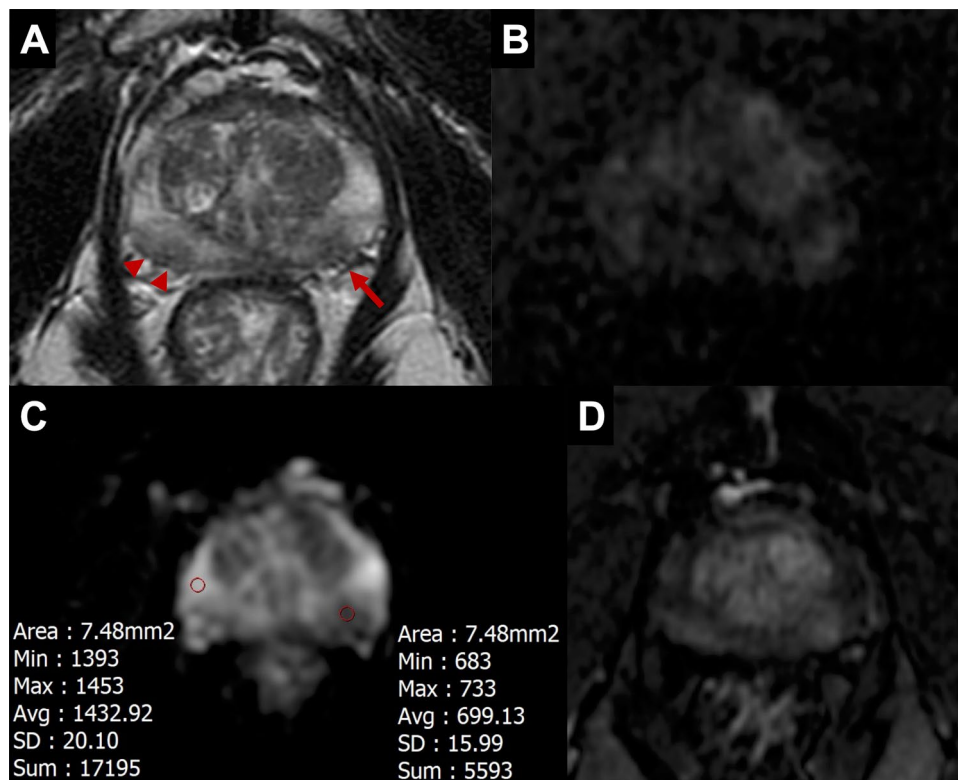 A
B
C
D
Area : 7.48mm2
Min : 1393
Max : 1453
Avg : 1432.92
SD : 20.10
Sum : 17195
Area : 7.48mm2
Min : 683
Max : 733
Avg : 699.13
SD : 15.99
Sum : 5593